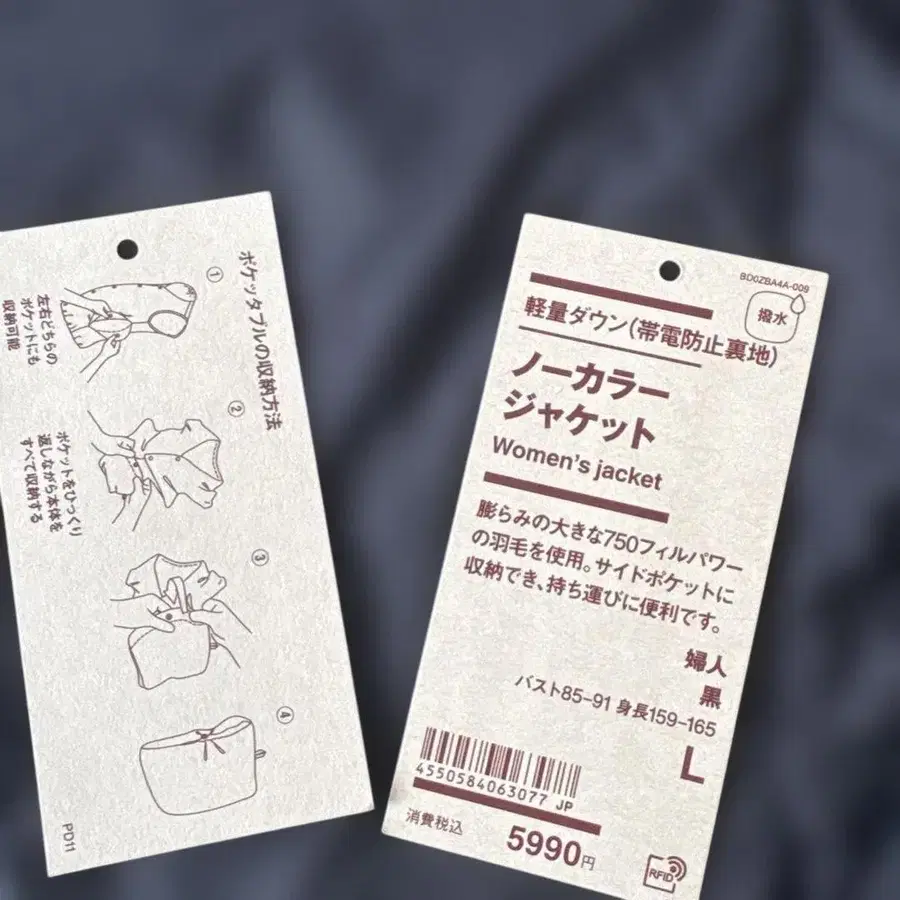 ポケッタブルの収納方法
①
左右どちらの
ポケットにも
収納可能
②
ポケットをひっくり
返しながら本体を
すべて収納する
③
④
PD11
BD0ZBA4A-009
撥水
軽量ダウン(帯電防止裏地)
ノーカラー
ジャケット
Women's jacket
膨らみの大きな750フィルパワー
の羽毛を使用。サイドポケットに
収納でき、持ち運びに便利です。
婦人
黒
バスト85-91 身長159-165
L
4550584063077 JP
消費税込 5990円
RFID